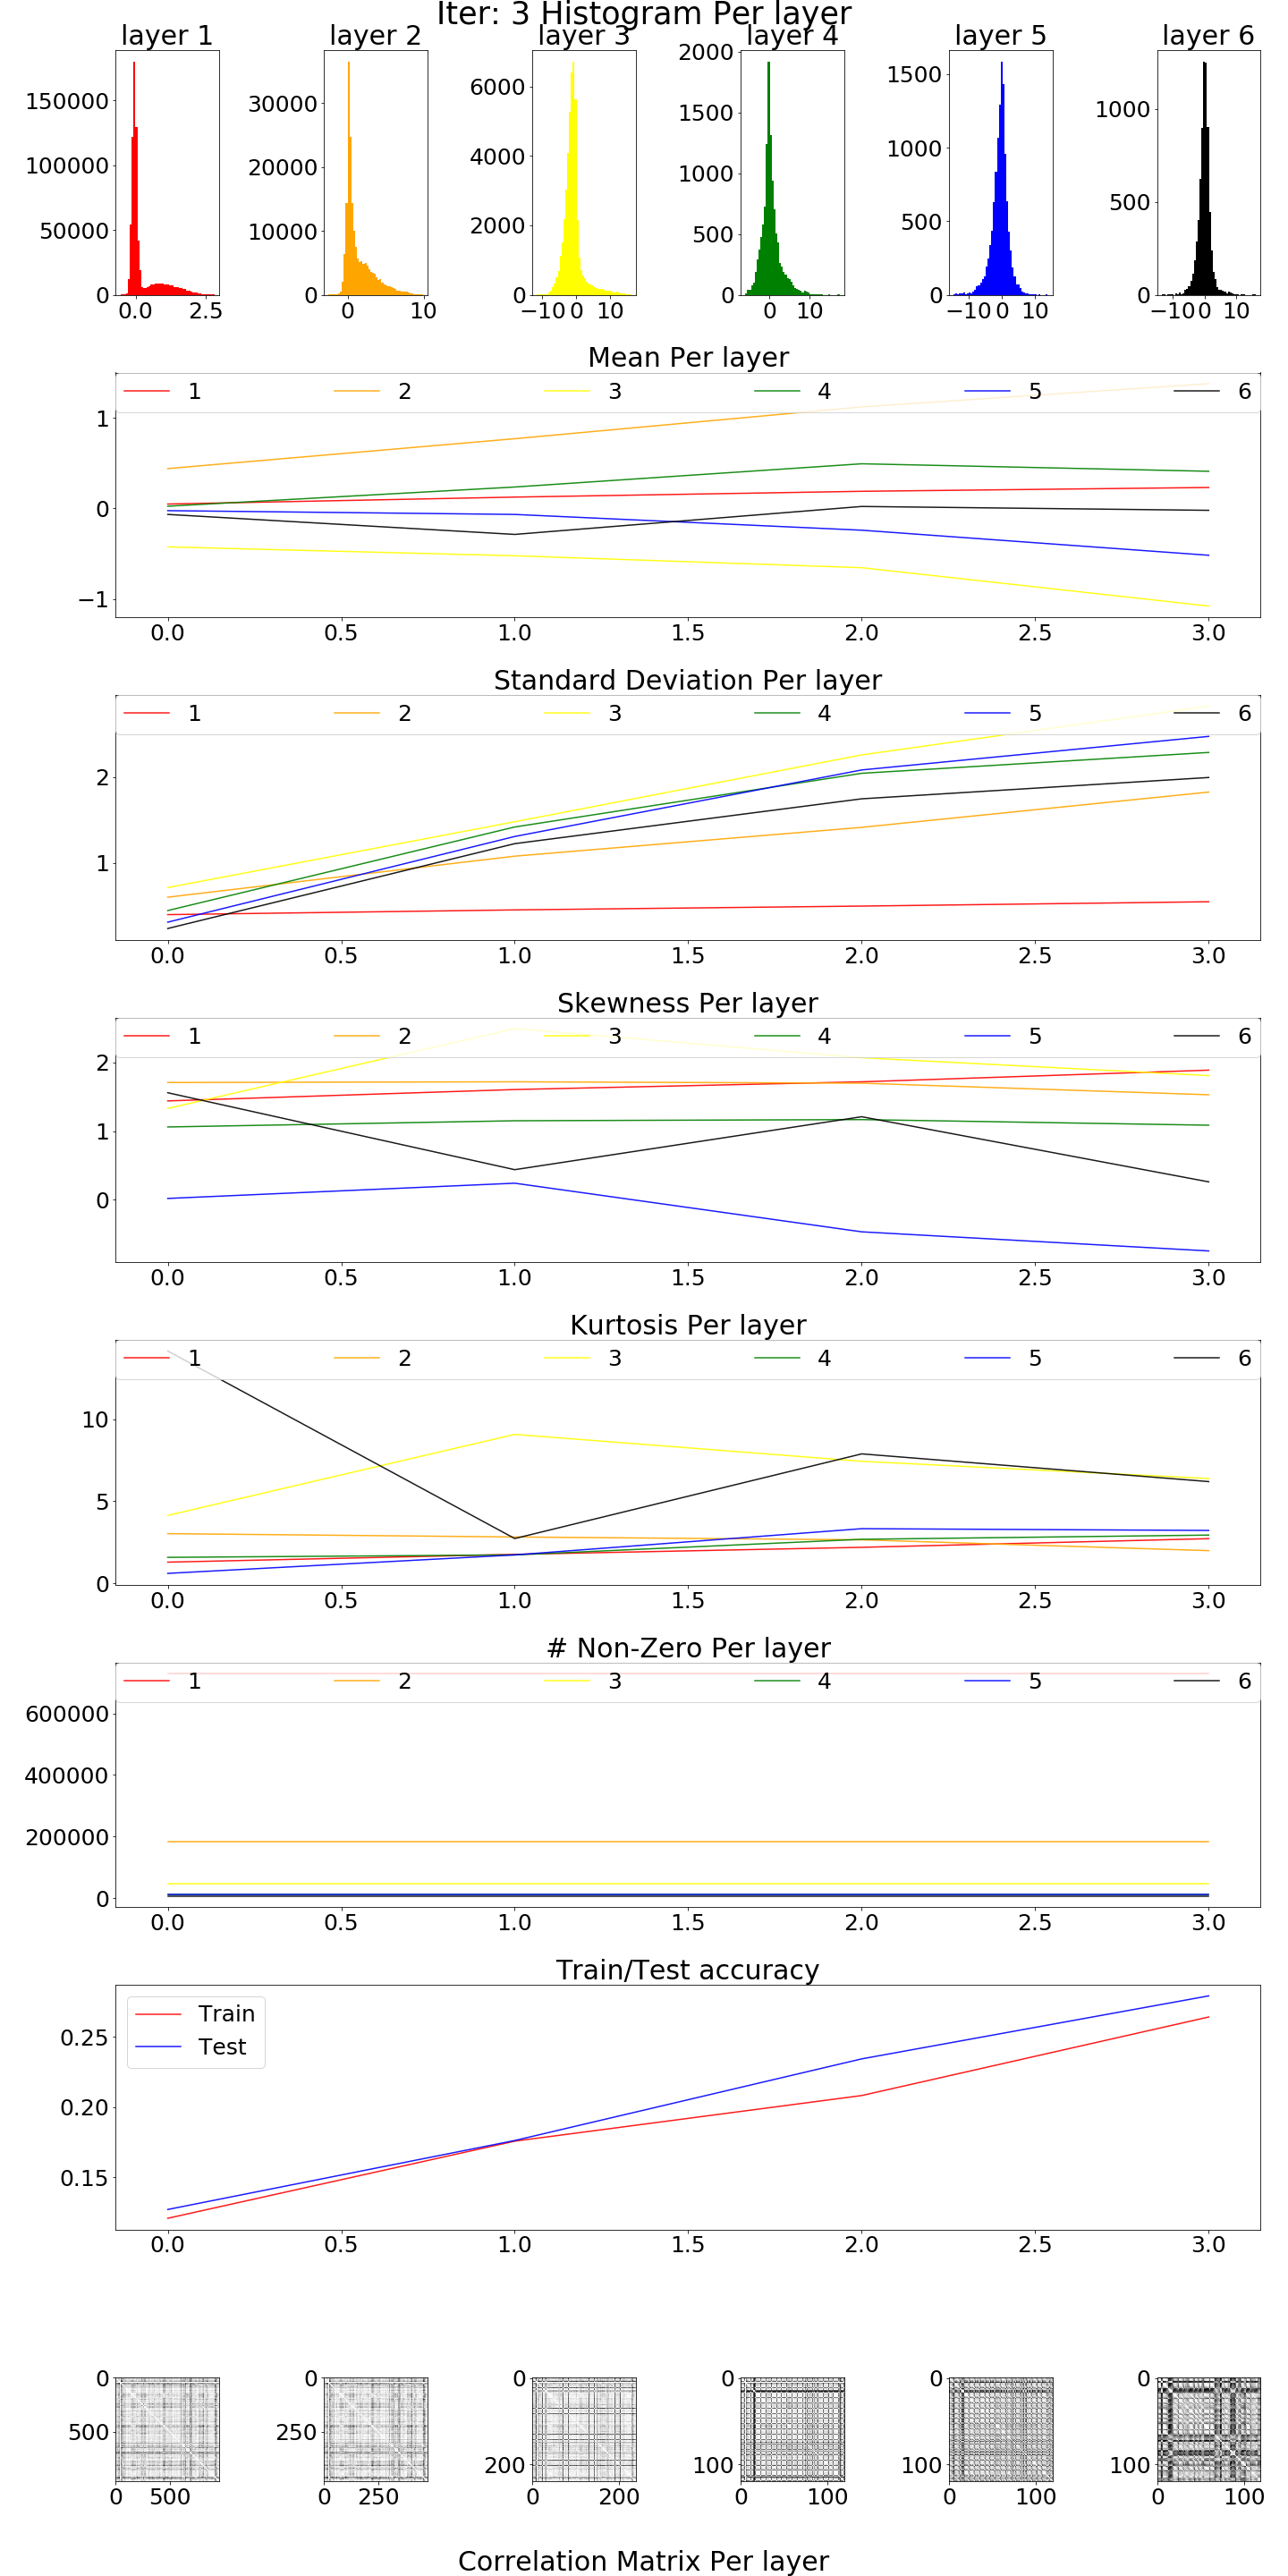 Iter: 3 Histogram Per layer
layer 1 layer 2 layer 3 layer 4 layer 5 layer 6
150000
100000
50000
0
0.0 2.5
30000
20000
10000
0
0 10
6000
4000
2000
0
−10 0 10
2000
1500
1000
500
0
0 10
1500
1000
500
0
−10 0 10
1000
500
0
−10 0 10
Mean Per layer
1 2 3 4 5 6
1
0
−1
0.0 0.5 1.0 1.5 2.0 2.5 3.0
Standard Deviation Per layer
1 2 3 4 5 6
2
1
0.0 0.5 1.0 1.5 2.0 2.5 3.0
Skewness Per layer
1 2 3 4 5 6
2
1
0
0.0 0.5 1.0 1.5 2.0 2.5 3.0
Kurtosis Per layer
1 2 3 4 5 6
10
5
0
0.0 0.5 1.0 1.5 2.0 2.5 3.0
# Non-Zero Per layer
1 2 3 4 5 6
600000
400000
200000
0
0.0 0.5 1.0 1.5 2.0 2.5 3.0
Train/Test accuracy
Train
Test
0.25
0.20
0.15
0.0 0.5 1.0 1.5 2.0 2.5 3.0
0
500
0 500
0
250
0 250
0
200
0 200
0
100
0 100
0
100
0 100
0
100
0 100
Correlation Matrix Per layer